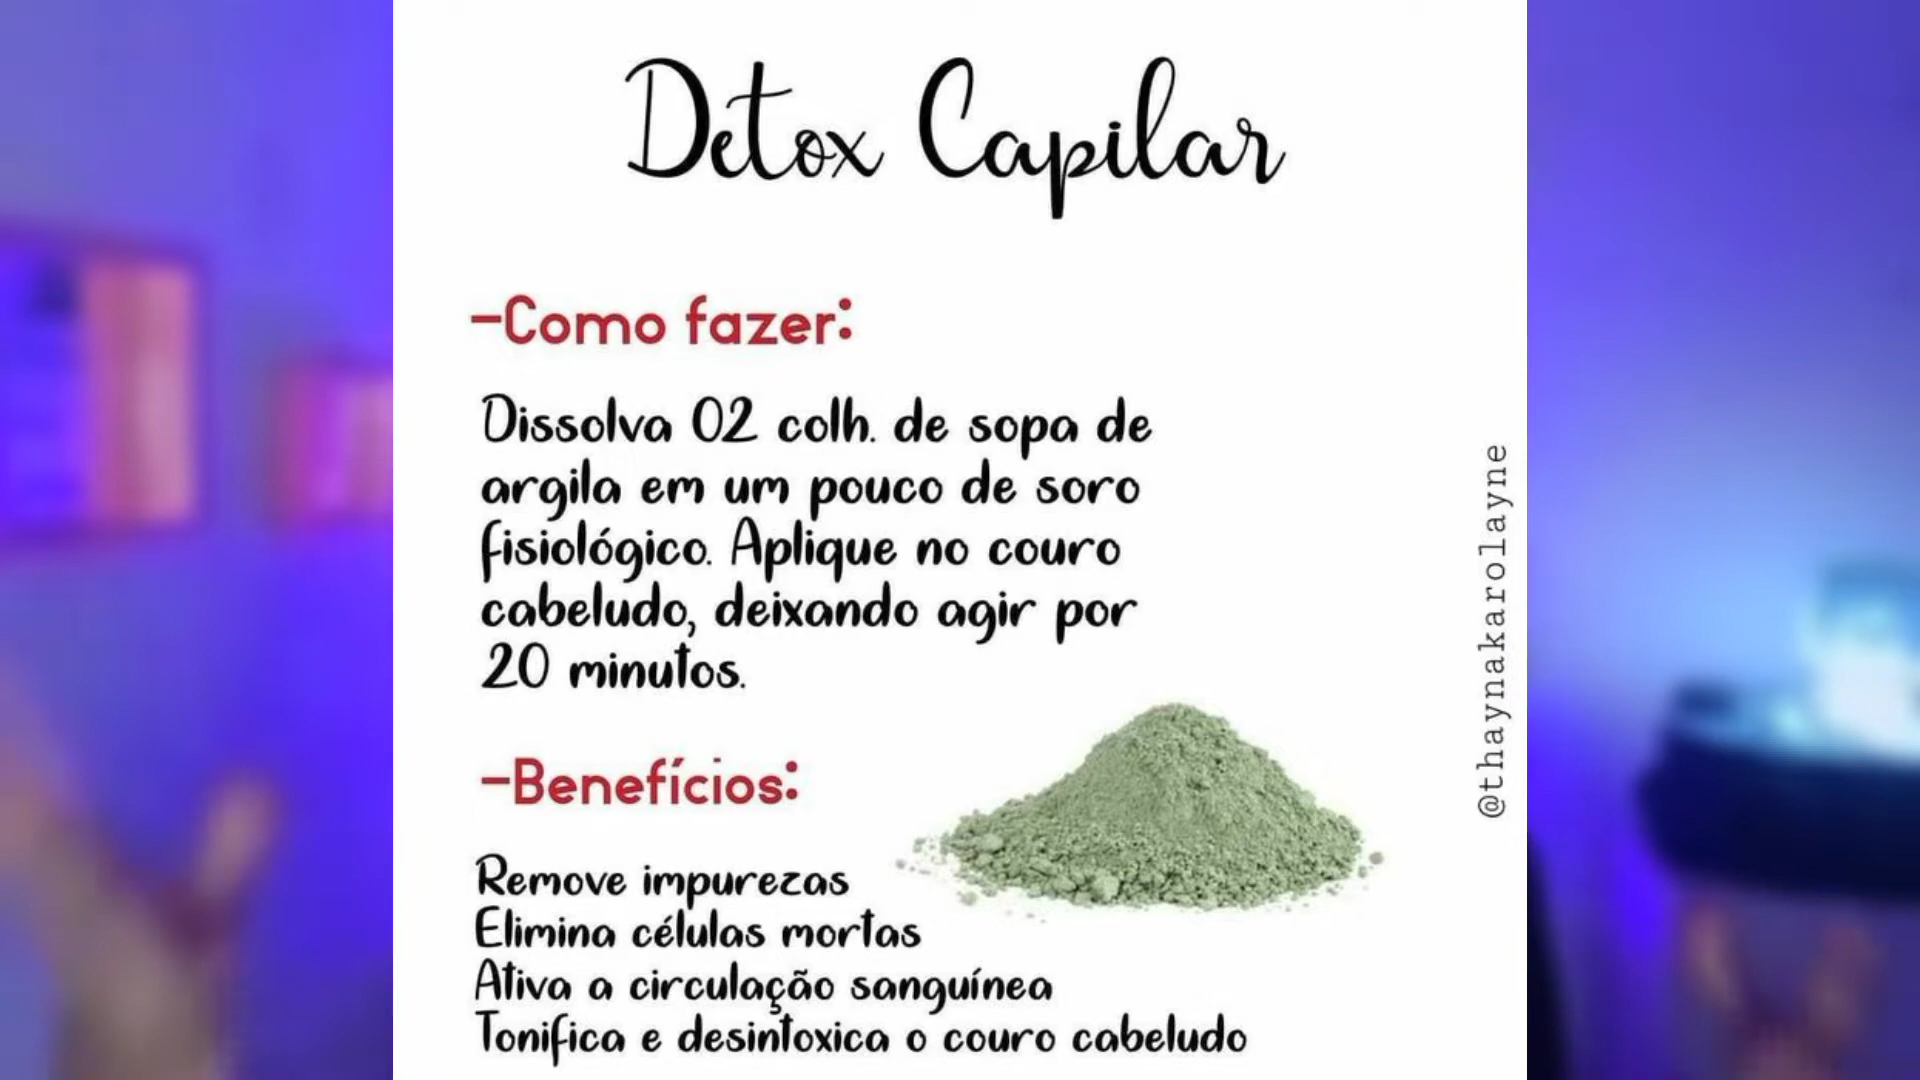 Detox Capilar
-Como fazer:
Dissolva 02 colh. de sopa de
argila em um pouco de soro
fisiológico. Aplique no couro
cabeludo, deixando agir por
20 minutos.
-Benefícios:
Remove impurezas
Elimina células mortas
Ativa a circulação sanguínea
Tonifica e desintoxica o couro cabeludo
@thaynakarolayne